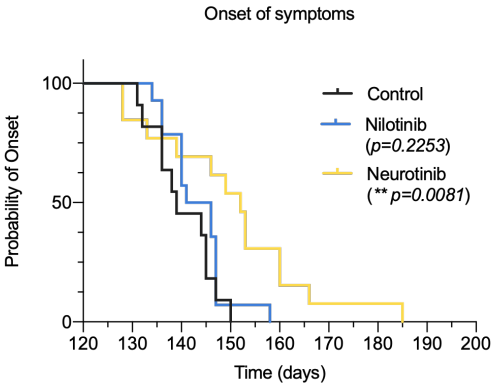 Onset of symptoms
Probability of Onset
100
50
0
120 130 140 150 160 170 180 190 200
Time (days)
Control
Nilotinib
(p=0.2253)
Neurotinib
(** p=0.0081)